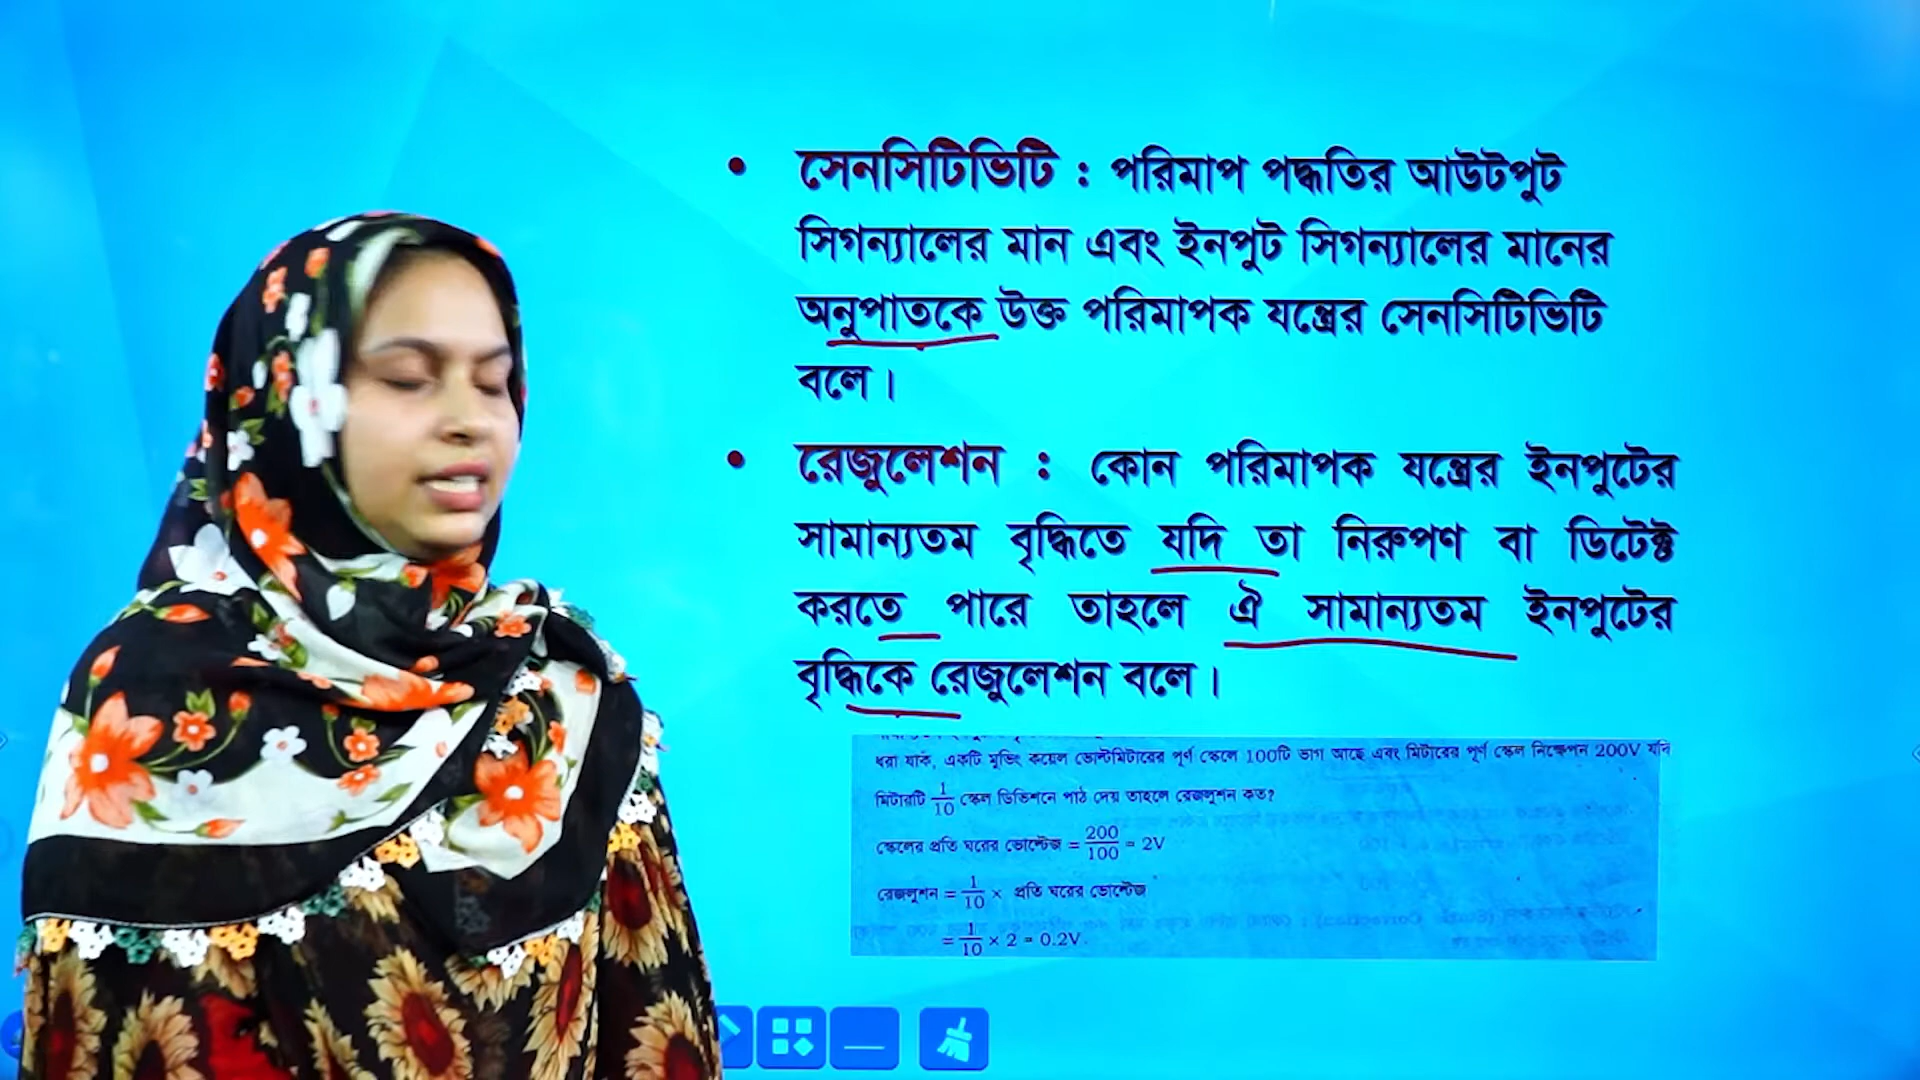 • সেনসিটিভিটি : পরিমাপ পদ্ধতির আউটপুট
সিগন্যালের মান এবং ইনপুট সিগন্যালের মানের
অনুপাতকে উক্ত পরিমাপক যন্ত্রের সেনসিটিভিটি
বলে।
• রেজুলেশন : কোন পরিমাপক যন্ত্রের ইনপুটের
সামান্যতম বৃদ্ধিতে যদি তা নিরুপণ বা ডিটেক্ট
করতে পারে তাহলে ঐ সামান্যতম ইনপুটের
বৃদ্ধিকে রেজুলেশন বলে।
ধরা যাক, একটি মুভিং কয়েল ভোল্টমিটারের পূর্ণ স্কেলে 100টি ভাগ আছে এবং মিটারের পূর্ণ স্কেল নিক্ষেপন 200V যদি
মিটারটি 1/10 স্কেল ডিভিশনে পাঠ দেয় তাহলে রেজলুশন কত?
স্কেলের প্রতি ঘরের ভোল্টেজ = 200/100 = 2V
রেজলুশন = 1/10 × প্রতি ঘরের ভোল্টেজ
= 1/10 × 2 = 0.2V.